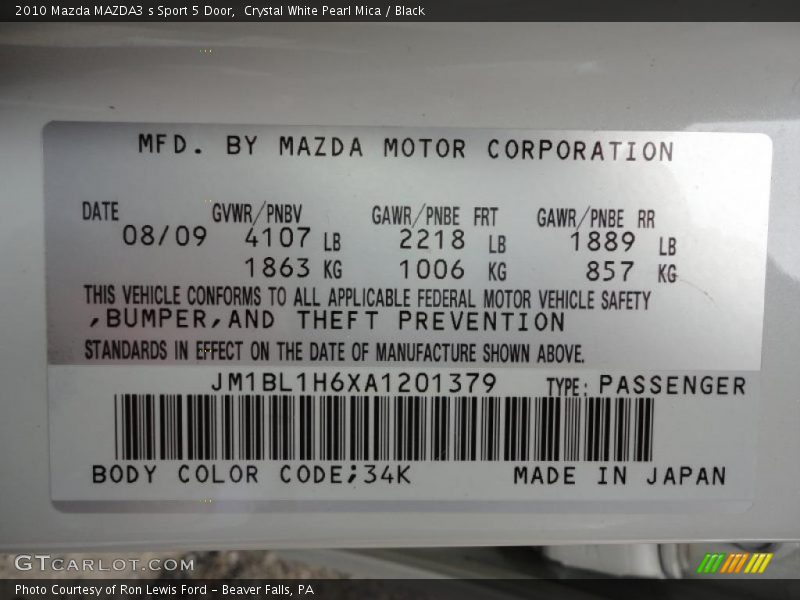 2010 Mazda MAZDA3 s Sport 5 Door,  Crystal White Pearl Mica / Black
MFD. BY MAZDA MOTOR CORPORATION
DATE GVWR/PNBV GAWR/PNBE FRT GAWR/PNBE RR
08/09 4107 LB 2218 LB 1889 LB
1863 KG 1006 KG 857 KG
THIS VEHICLE CONFORMS TO ALL APPLICABLE FEDERAL MOTOR VEHICLE SAFETY
,BUMPER,AND THEFT PREVENTION
STANDARDS IN EFFECT ON THE DATE OF MANUFACTURE SHOWN ABOVE.
JM1BL1H6XA1201379 TYPE: PASSENGER
BODY COLOR CODE;34K MADE IN JAPAN
GTCARLOT.COM
Photo Courtesy of Ron Lewis Ford - Beaver Falls, PA